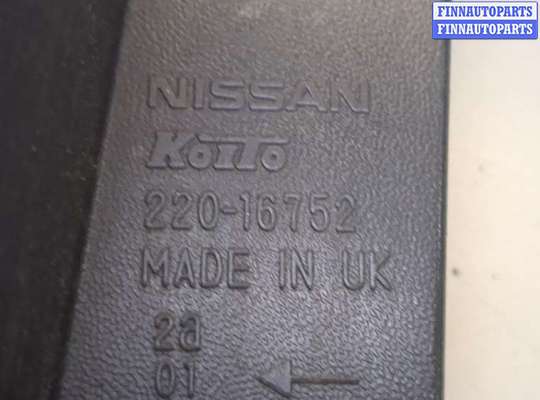 FINNAUTOPARTS
FINNAUTOPARTS
NISSAN
KOITO
220-16752
MADE IN UK
2a
01